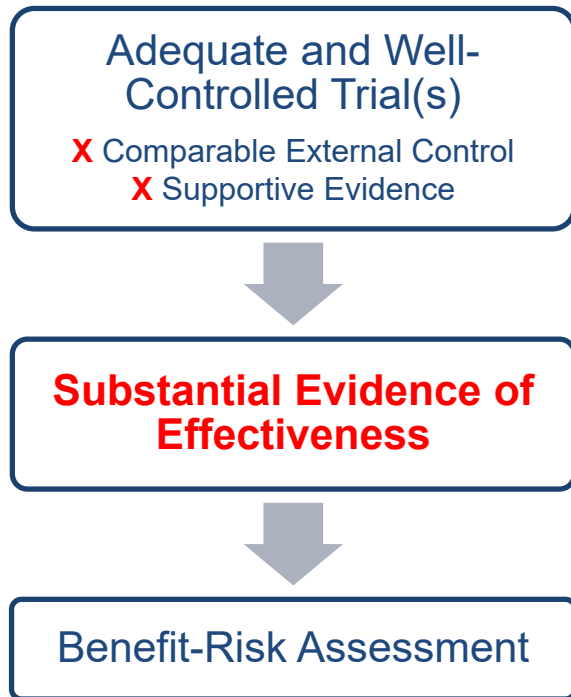 Adequate and Well-
Controlled Trial(s)
X Comparable External Control
X Supportive Evidence
Substantial Evidence of
Effectiveness
Benefit-Risk Assessment